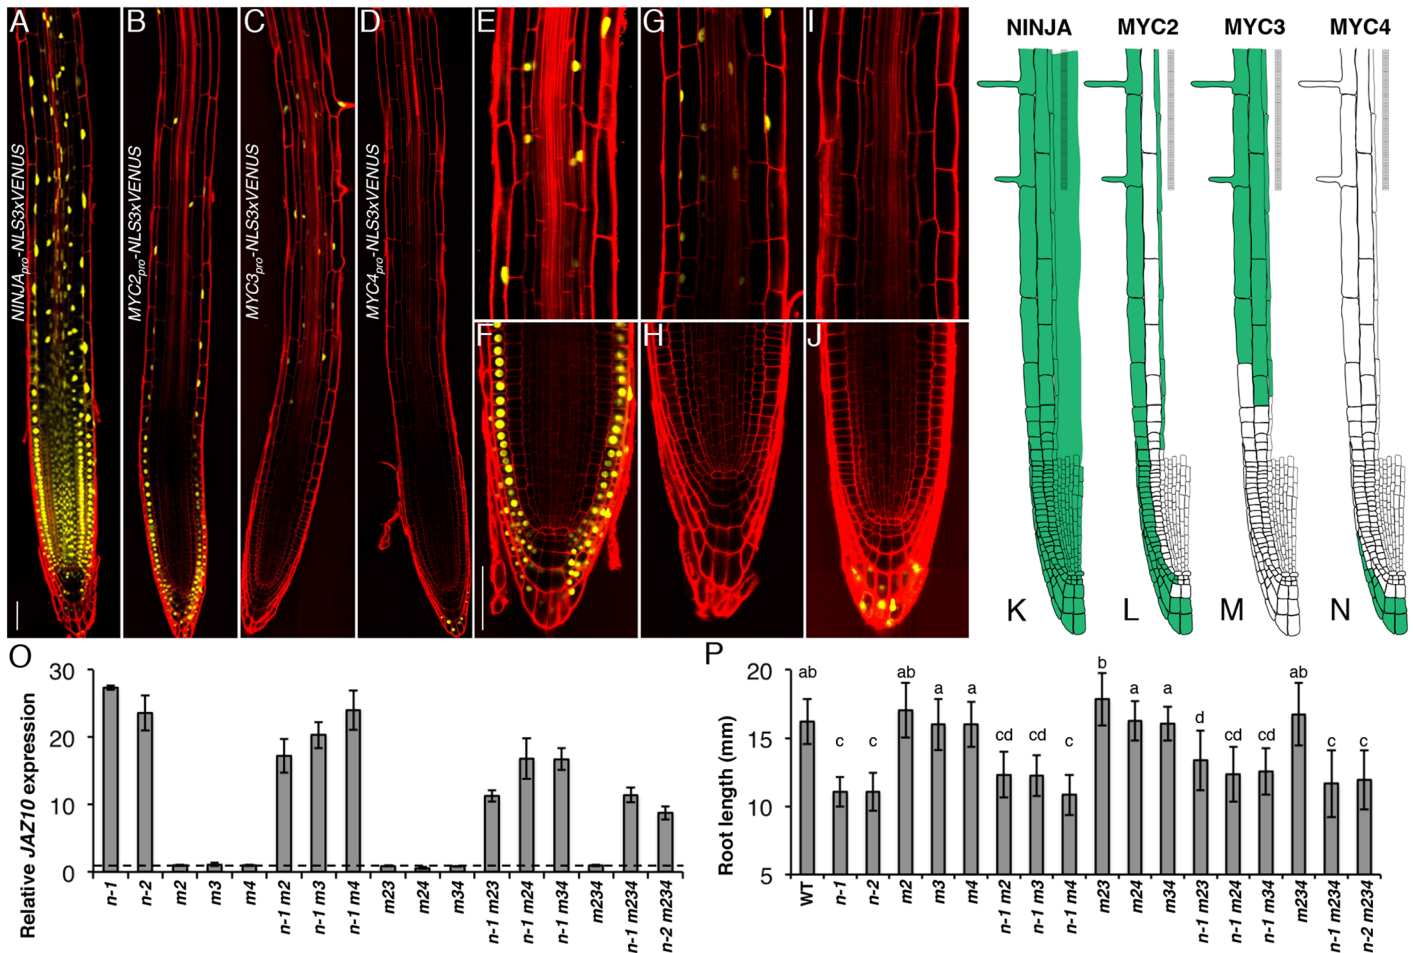 A B C D E G I
NINJA MYC2 MYC3 MYC4
NINJApro-NLS3xVENUS
MYC2pro-NLS3xVENUS
MYC3pro-NLS3xVENUS
MYC4pro-NLS3xVENUS
F H J
K L M N
O
Relative JAZ10 expression
30
20
10
0
n-1 n-2 m2 m3 m4 n-1 m2 n-1 m3 n-1 m4 m23 m24 m34 n-1 m23 n-1 m24 n-1 m34 m234 n-1 m234 n-2 m234
P
Root length (mm)
20
15
10
5
ab c c ab a a cd cd c b a a d cd cd ab c c
WT n-1 n-2 m2 m3 m4 n-1 m2 n-1 m3 n-1 m4 m23 m24 m34 n-1 m23 n-1 m24 n-1 m34 m234 n-1 m234 n-2 m234